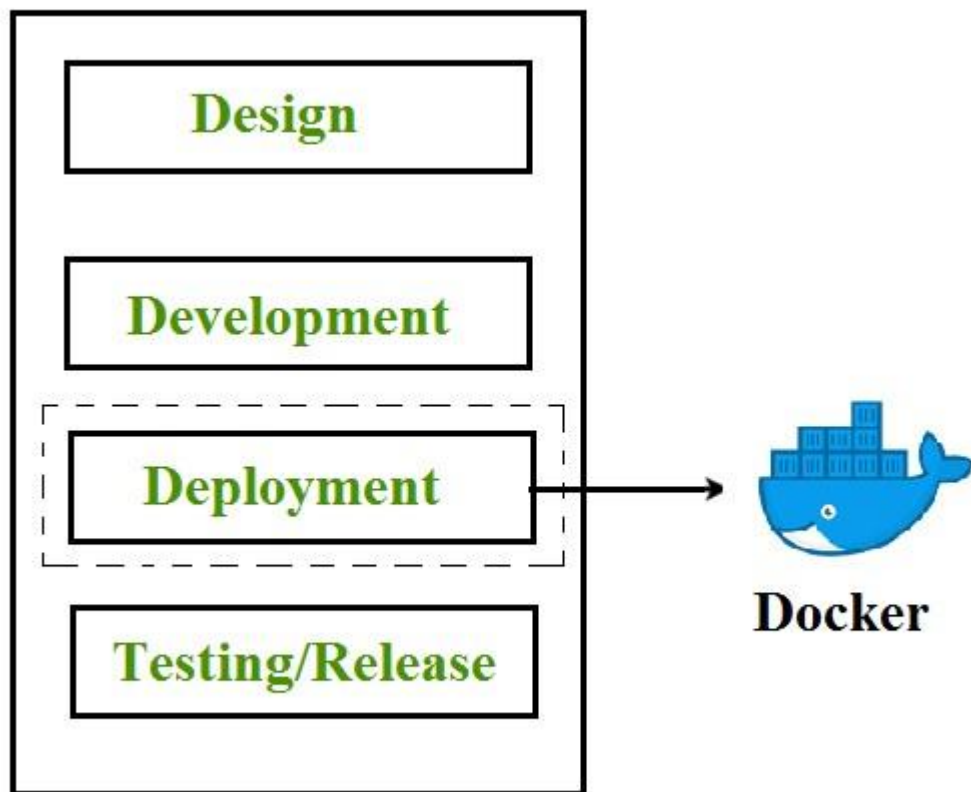 Design
Development
Deployment
Testing/Release
Docker